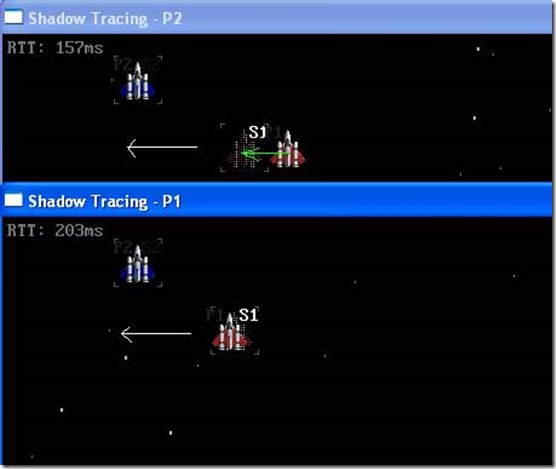 Shadow Tracing - P2
RTT: 157ms
P2 S2
S1 P1
Shadow Tracing - P1
RTT: 203ms
P2 S2
P1 S1